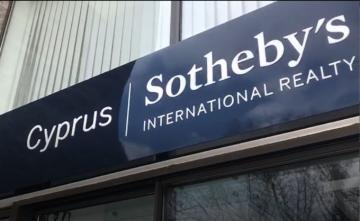 Cyprus
Sotheby's
INTERNATIONAL REALTY